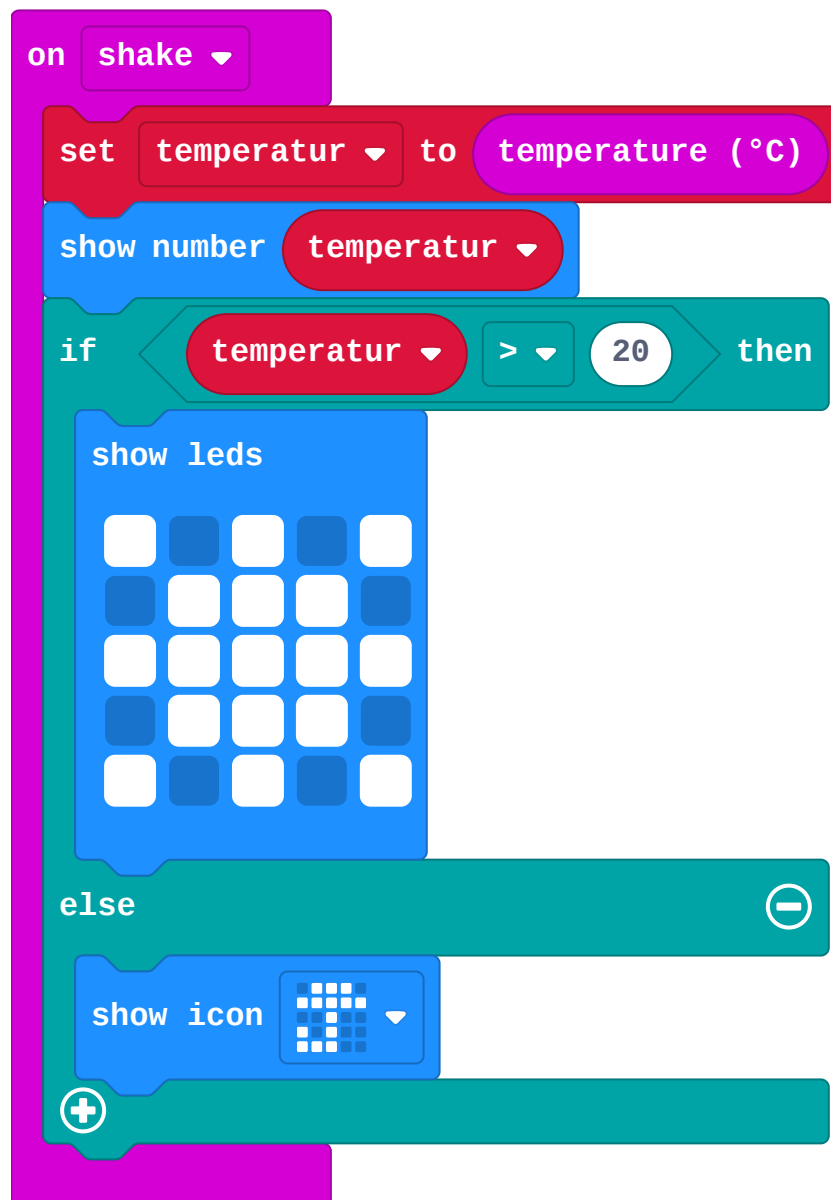 on shake
set temperatur to temperature (°C)
show number temperatur
if temperatur > 20 then
show leds
else
show icon